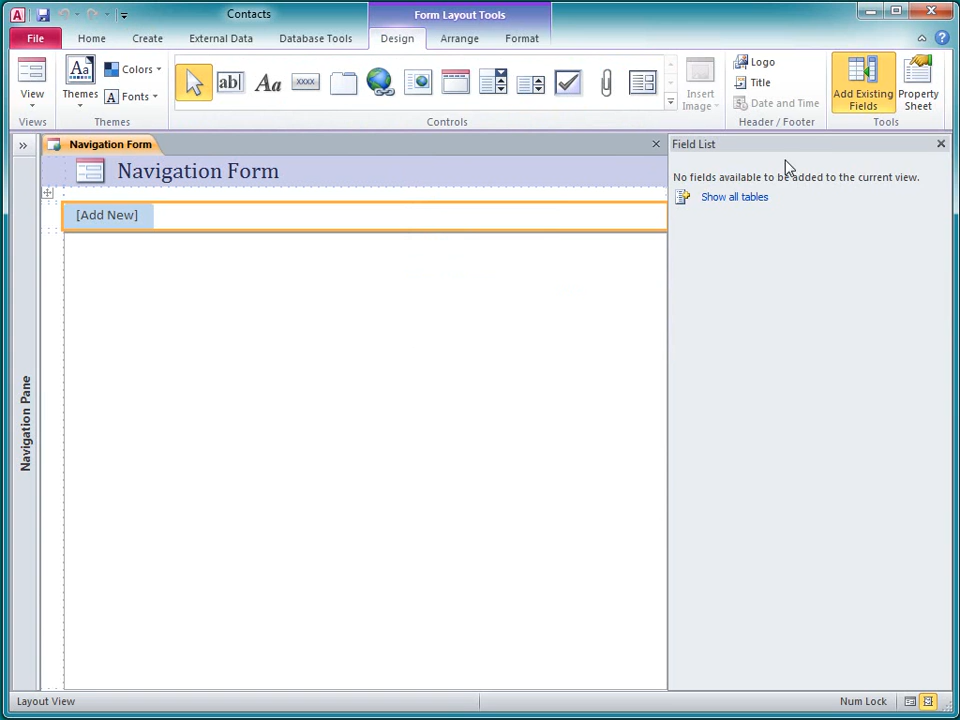 Contacts
Form Layout Tools
File
Home
Create
External Data
Database Tools
Design
Arrange
Format
View
Themes
Colors
Fonts
ab|
Aa
xxxx
Insert Image
Logo
Title
Date and Time
Add Existing Fields
Property Sheet
Views
Themes
Controls
Header / Footer
Tools
Navigation Form
Field List
Navigation Form
No fields available to be added to the current view.
Show all tables
[Add New]
Navigation Pane
Layout View
Num Lock